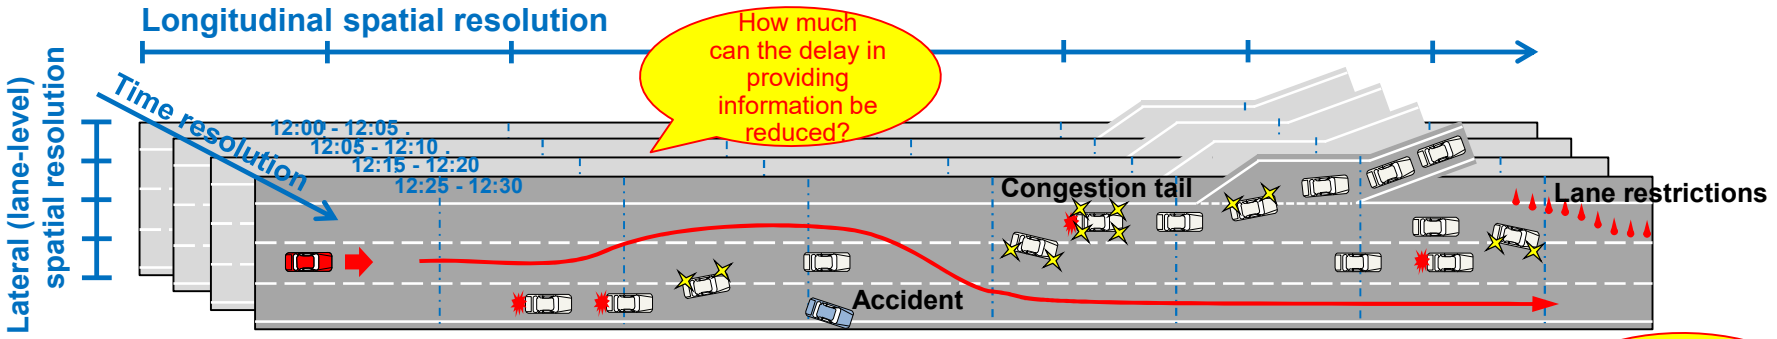 Longitudinal spatial resolution
Lateral (lane-level)
spatial resolution
Time resolution
How much
can the delay in
providing
information be
reduced?
12:00 - 12:05 .
12:05 - 12:10 .
12:15 - 12:20
12:25 - 12:30
Congestion tail
Lane restrictions
Accident